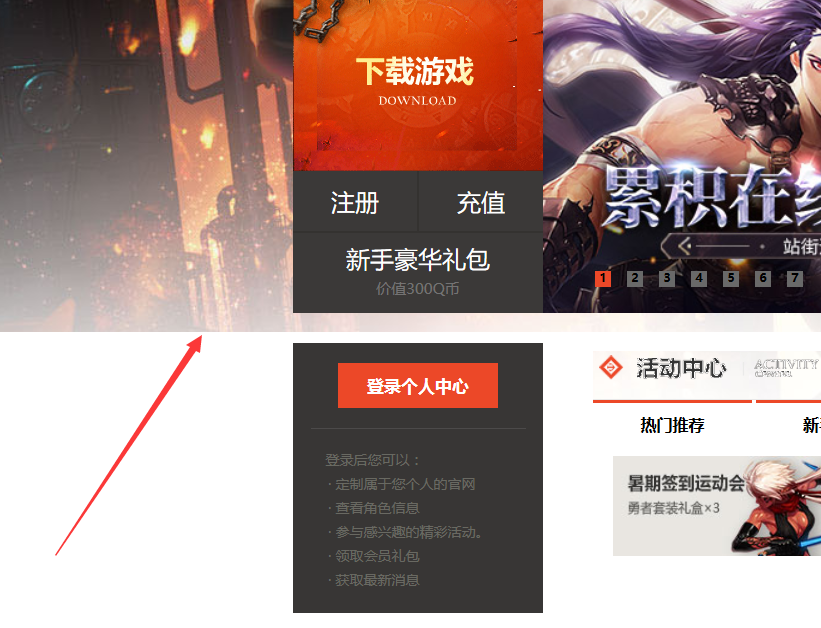 下载游戏
DOWNLOAD
注册
充值
新手豪华礼包
价值300Q币
累积在线
站街
1 2 3 4 5 6 7
登录个人中心
登录后您可以：
· 定制属于您个人的官网
· 查看角色信息
· 参与感兴趣的精彩活动。
· 领取会员礼包
· 获取最新消息
活动中心
ACTIVITY
热门推荐
新
暑期签到运动会
勇者套装礼盒×3